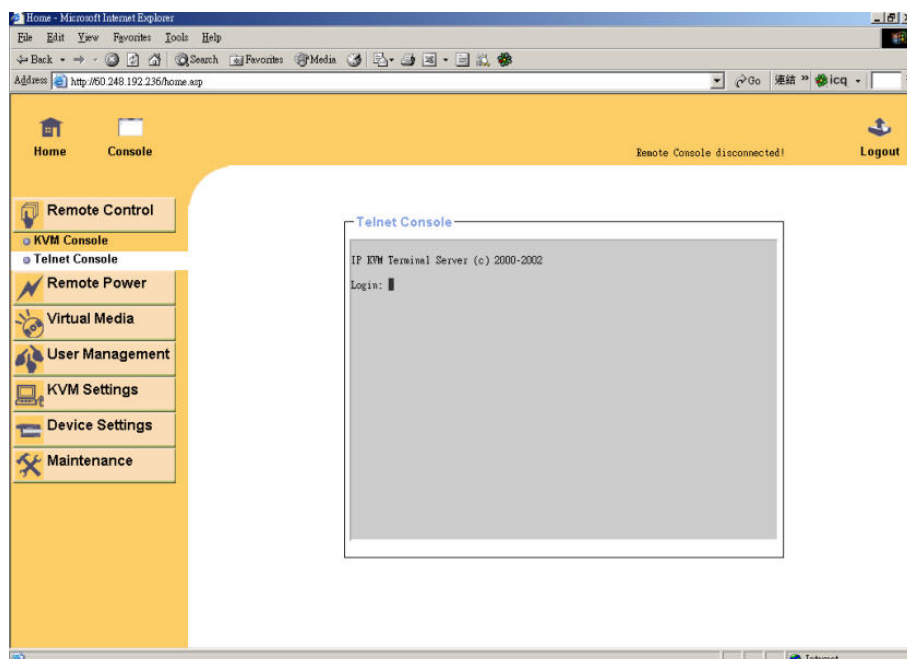 Home - Microsoft Internet Explorer
File Edit View Favorites Tools Help
Back Search Favorites Media
Address http://60.248.192.236/home.asp Go 連結 » icq
Home Console Remote Console disconnected! Logout
Remote Control
KVM Console
Telnet Console
Remote Power
Virtual Media
User Management
KVM Settings
Device Settings
Maintenance
Telnet Console
IP KVM Terminal Server (c) 2000-2002
Login:
Internet